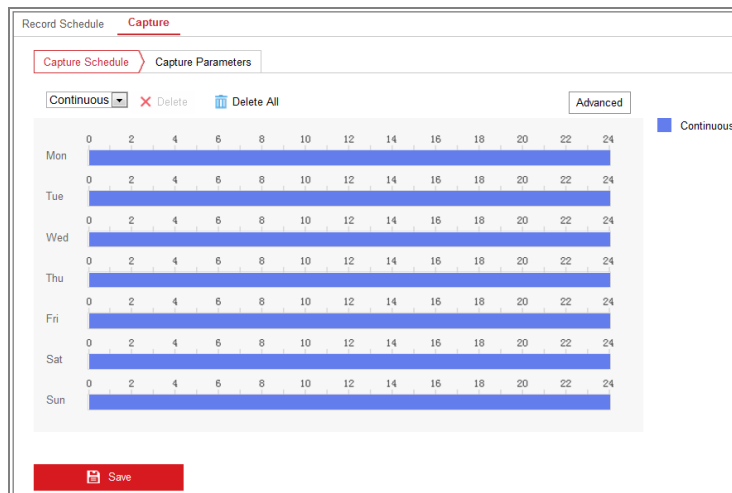 Record Schedule Capture
Capture Schedule Capture Parameters
Continuous Delete Delete All Advanced
Continuous
0 2 4 6 8 10 12 14 16 18 20 22 24
Mon
0 2 4 6 8 10 12 14 16 18 20 22 24
Tue
0 2 4 6 8 10 12 14 16 18 20 22 24
Wed
0 2 4 6 8 10 12 14 16 18 20 22 24
Thu
0 2 4 6 8 10 12 14 16 18 20 22 24
Fri
0 2 4 6 8 10 12 14 16 18 20 22 24
Sat
0 2 4 6 8 10 12 14 16 18 20 22 24
Sun
Save